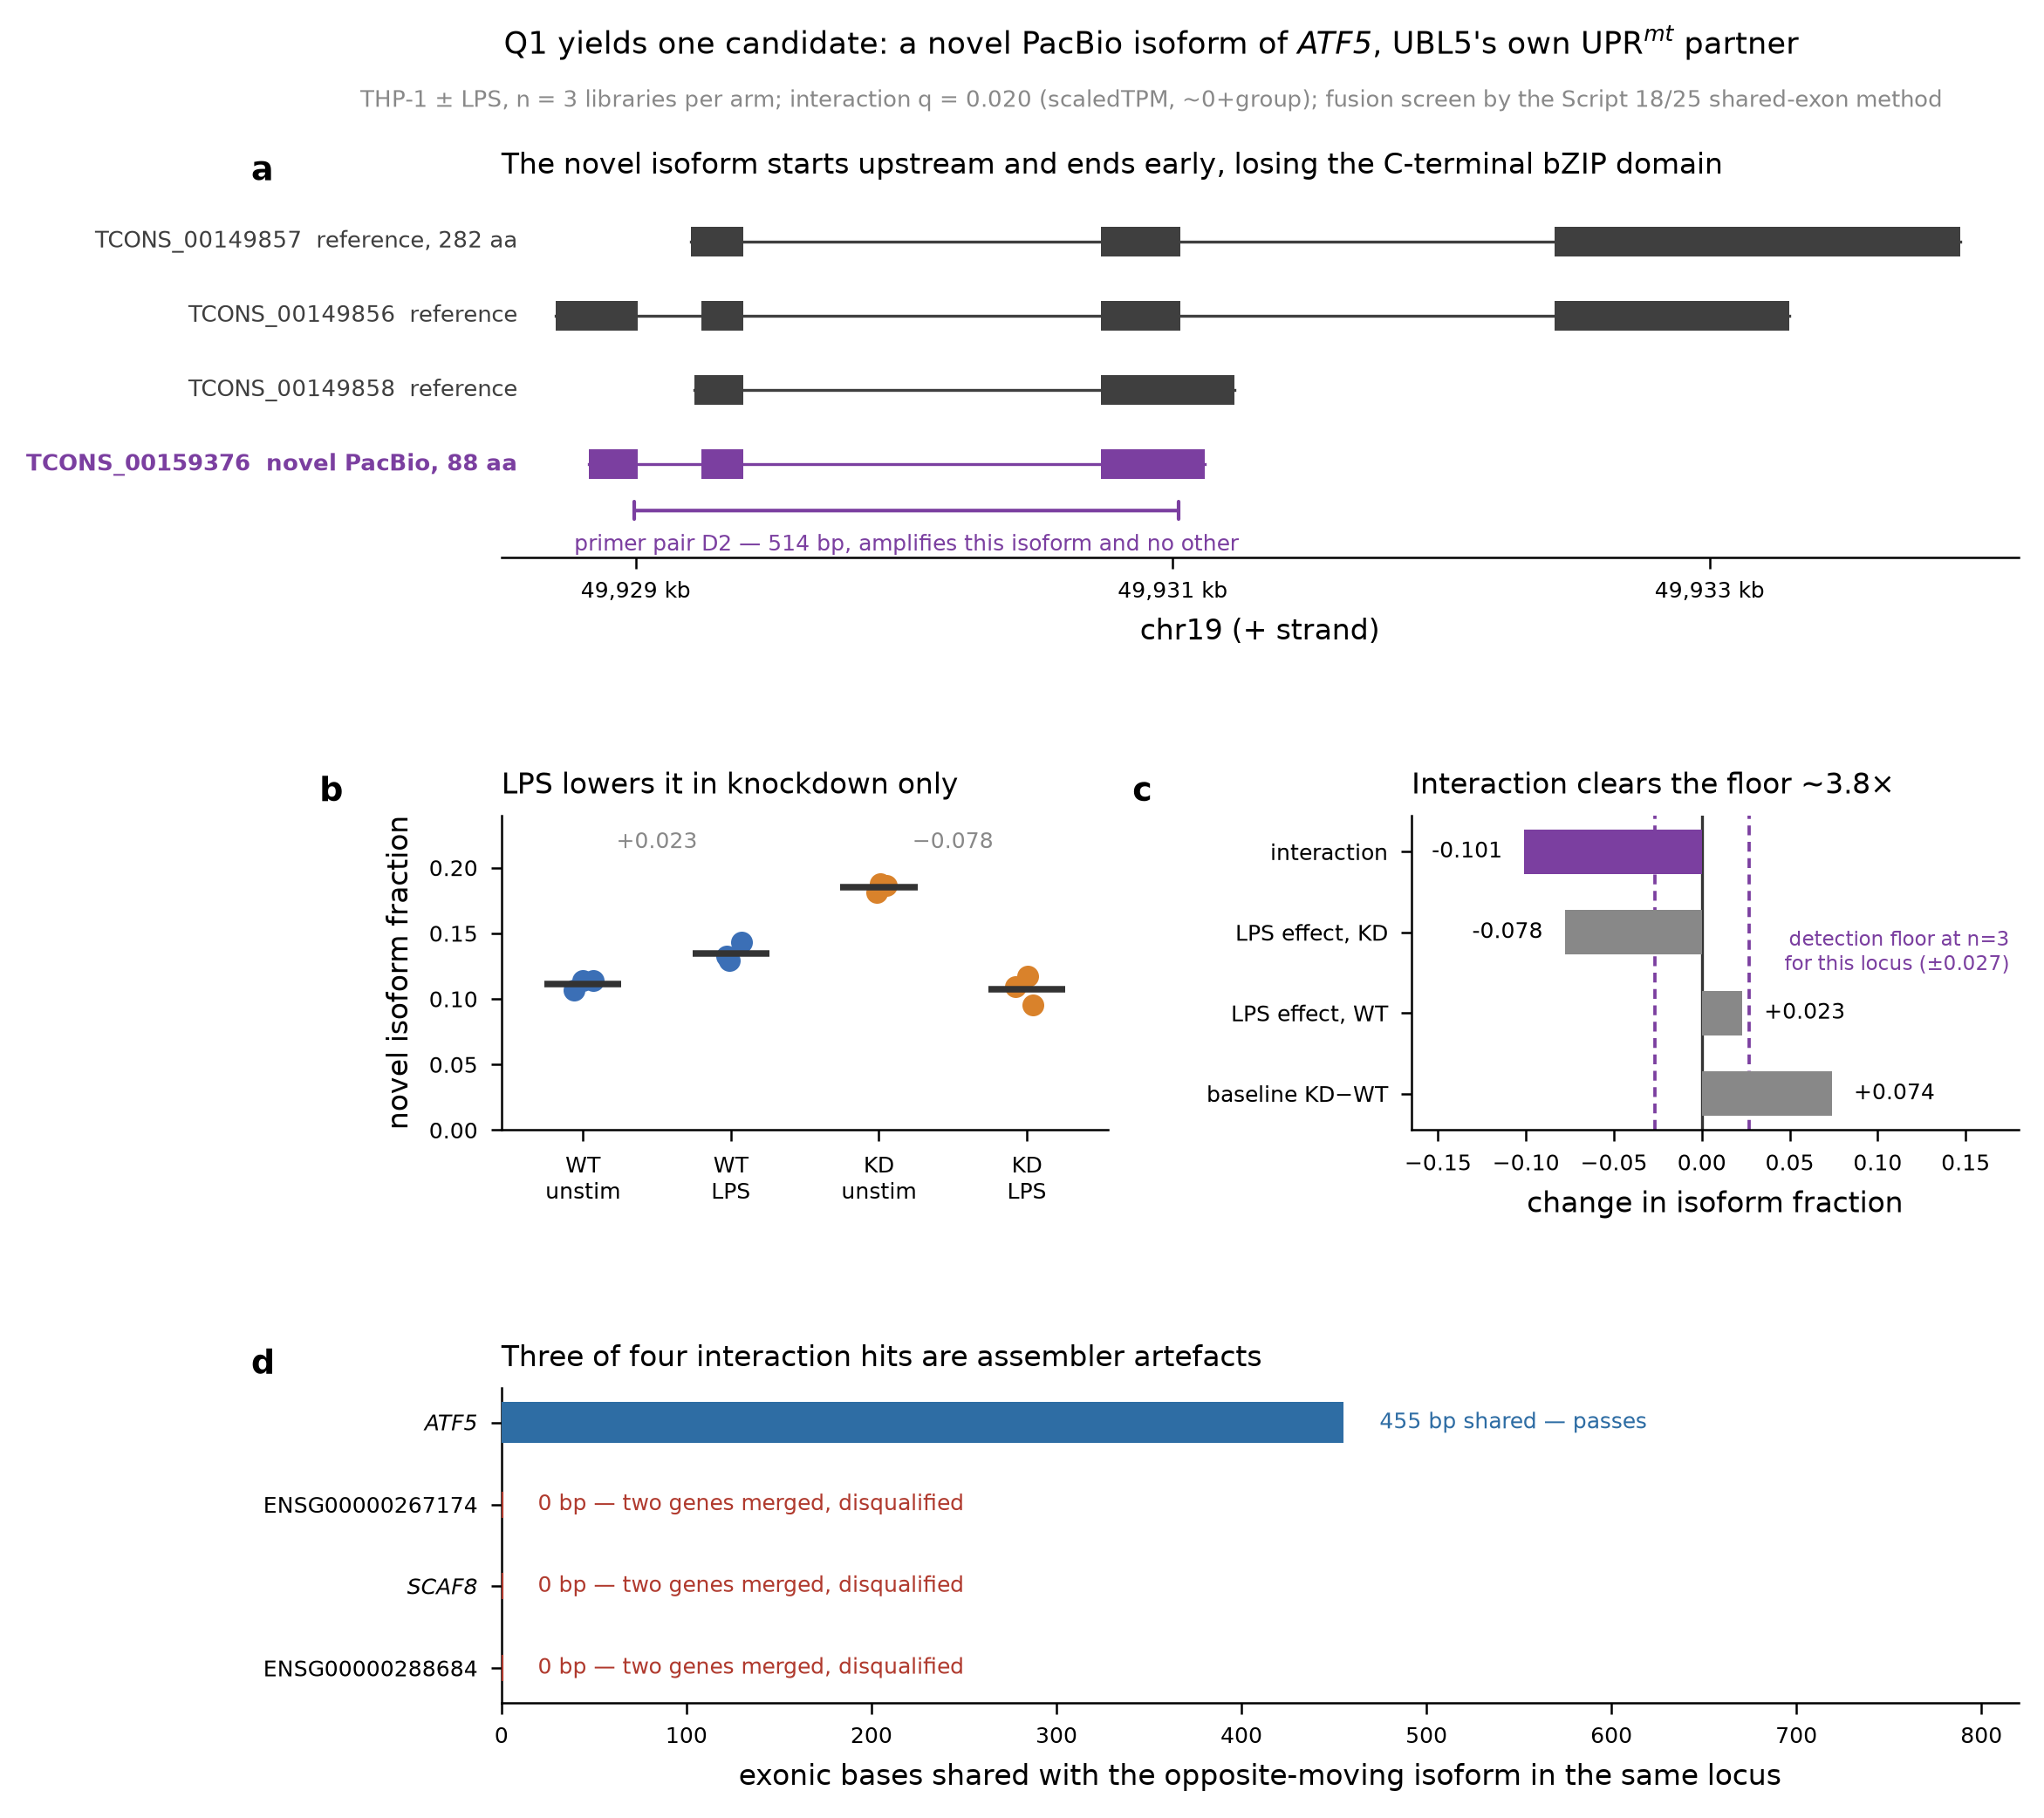 Q1 yields one candidate: a novel PacBio isoform of ATF5, UBL5's own UPRmt partner
THP-1 ± LPS, n = 3 libraries per arm; interaction q = 0.020 (scaledTPM, ~0+group); fusion screen by the Script 18/25 shared-exon method
a
The novel isoform starts upstream and ends early, losing the C-terminal bZIP domain
TCONS_00149857 reference, 282 aa
TCONS_00149856 reference
TCONS_00149858 reference
TCONS_00159376 novel PacBio, 88 aa
primer pair D2 — 514 bp, amplifies this isoform and no other
49,929 kb
49,931 kb
49,933 kb
chr19 (+ strand)
b
LPS lowers it in knockdown only
novel isoform fraction
+0.023
−0.078
0.20
0.15
0.10
0.05
0.00
WT
unstim
WT
LPS
KD
unstim
KD
LPS
c
Interaction clears the floor ~3.8×
interaction
-0.101
LPS effect, KD
-0.078
detection floor at n=3
for this locus (±0.027)
LPS effect, WT
+0.023
baseline KD−WT
+0.074
−0.15
−0.10
−0.05
0.00
0.05
0.10
0.15
change in isoform fraction
d
Three of four interaction hits are assembler artefacts
ATF5
455 bp shared — passes
ENSG00000267174
0 bp — two genes merged, disqualified
SCAF8
0 bp — two genes merged, disqualified
ENSG00000288684
0 bp — two genes merged, disqualified
0
100
200
300
400
500
600
700
800
exonic bases shared with the opposite-moving isoform in the same locus